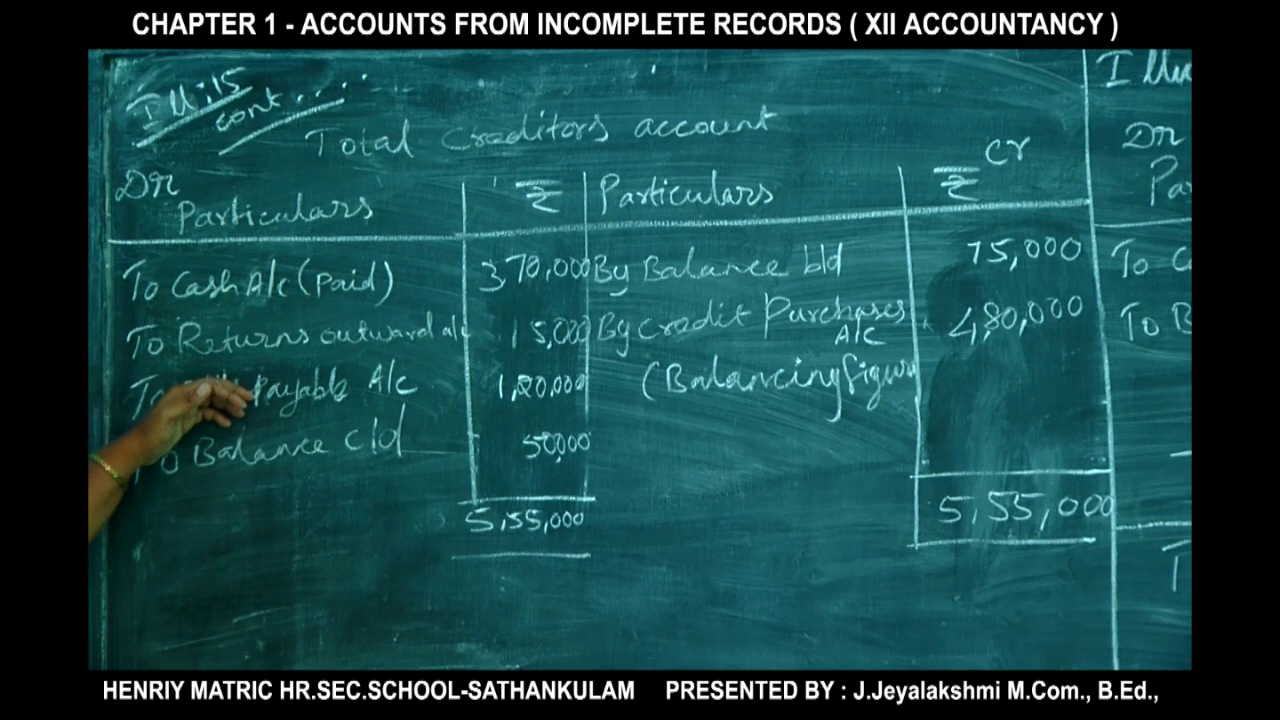 CHAPTER 1 - ACCOUNTS FROM INCOMPLETE RECORDS ( XII ACCOUNTANCY )
Ill:15
cont....
Total Creditors account
Dr
Cr
Particulars ₹ Particulars ₹
To Cash A/c (Paid) 3,70,000 By Balance b/d 75,000
To Returns outward a/c 15,000 By Credit Purchases A/c 4,80,000
To Payable A/c 1,20,000 (Balancing figure
To Balance c/d 50,000
5,55,000 5,55,000
Dr
To
To
HENRIY MATRIC HR.SEC.SCHOOL-SATHANKULAM PRESENTED BY : J.Jeyalakshmi M.Com., B.Ed.,